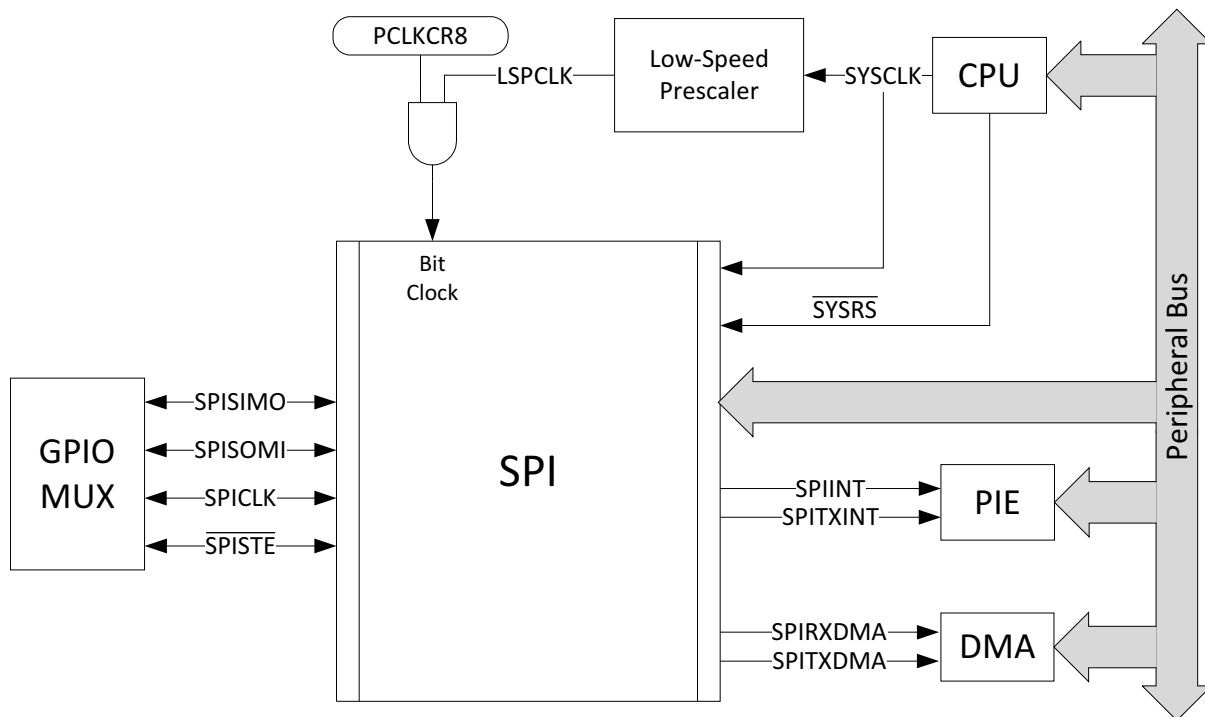 PCLKCR8
LSPCLK
Low-Speed
Prescaler
SYSCLK
CPU
Bit
Clock
SYSRS
Peripheral Bus
GPIO
MUX
SPISIMO
SPISOMI
SPICLK
SPISTE
SPI
SPIINT
SPITXINT
PIE
SPIRXDMA
SPITXDMA
DMA